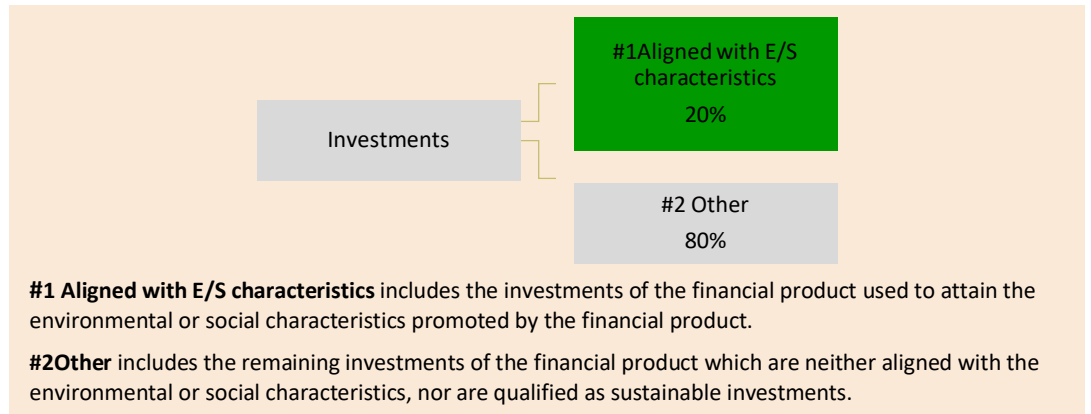 #1Aligned with E/S
characteristics
20%
Investments
#2 Other
80%
#1 Aligned with E/S characteristics includes the investments of the financial product used to attain the
environmental or social characteristics promoted by the financial product.
#2Other includes the remaining investments of the financial product which are neither aligned with the
environmental or social characteristics, nor are qualified as sustainable investments.